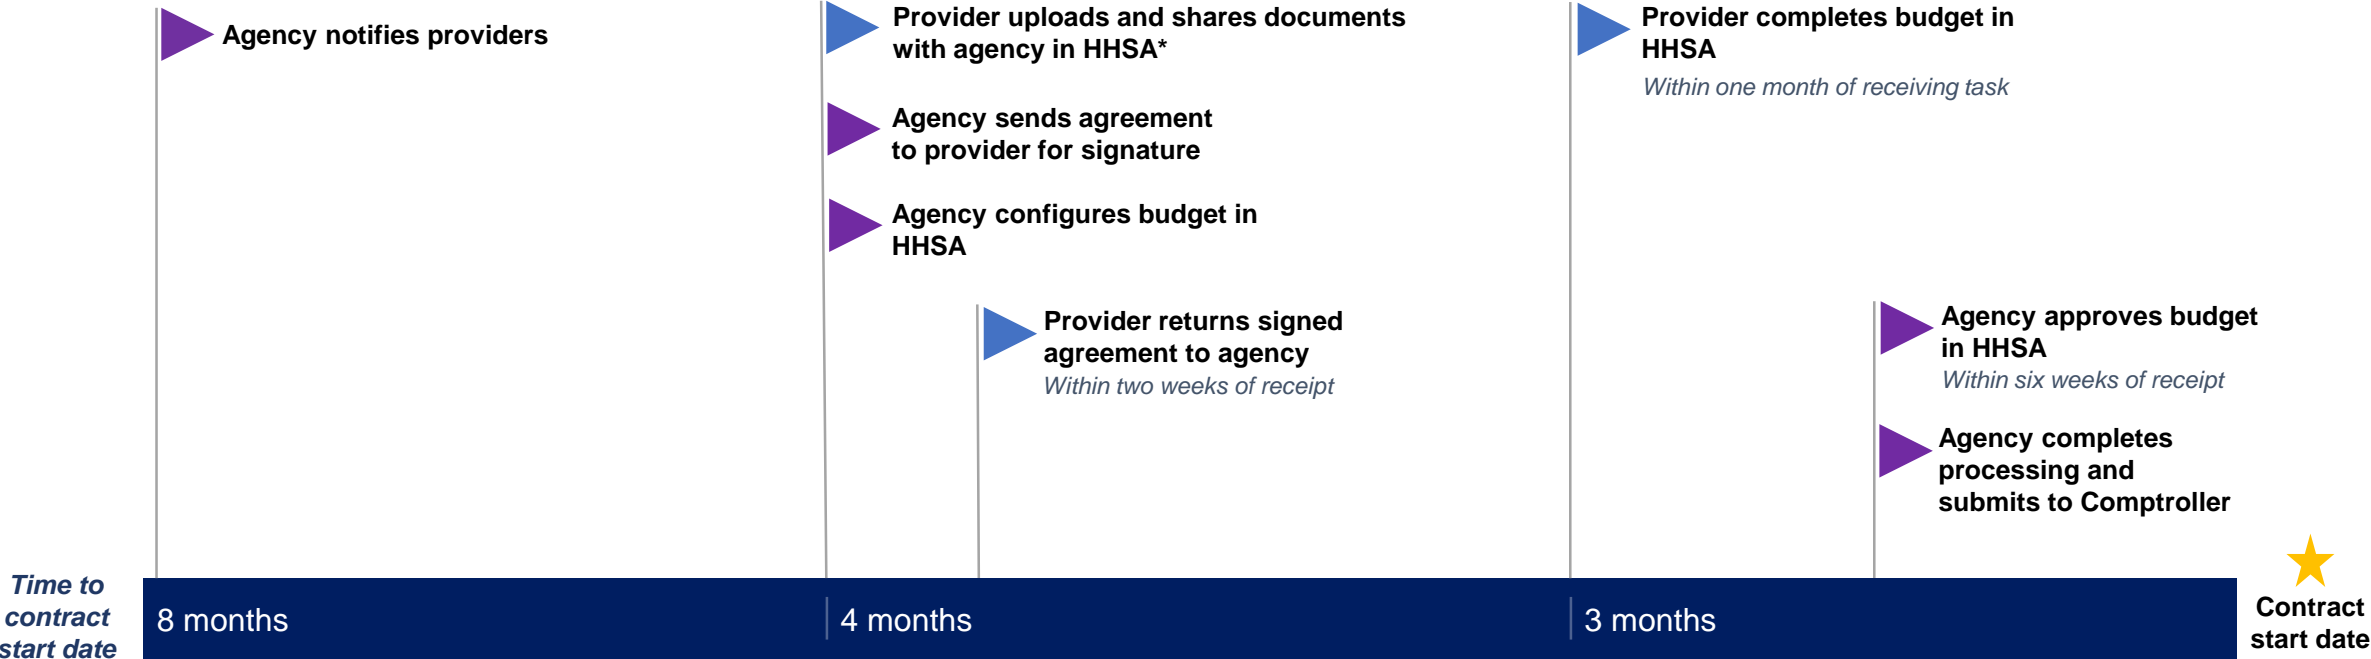 Agency notifies providers
Provider uploads and shares documents
with agency in HHSA*
Agency sends agreement
to provider for signature
Agency configures budget in
HHSA
Provider returns signed
agreement to agency
Within two weeks of receipt
Provider completes budget in
HHSA
Within one month of receiving task
Agency approves budget
in HHSA
Within six weeks of receipt
Agency completes
processing and
submits to Comptroller
Time to
contract
start date
8 months
4 months
3 months
Contract
start date